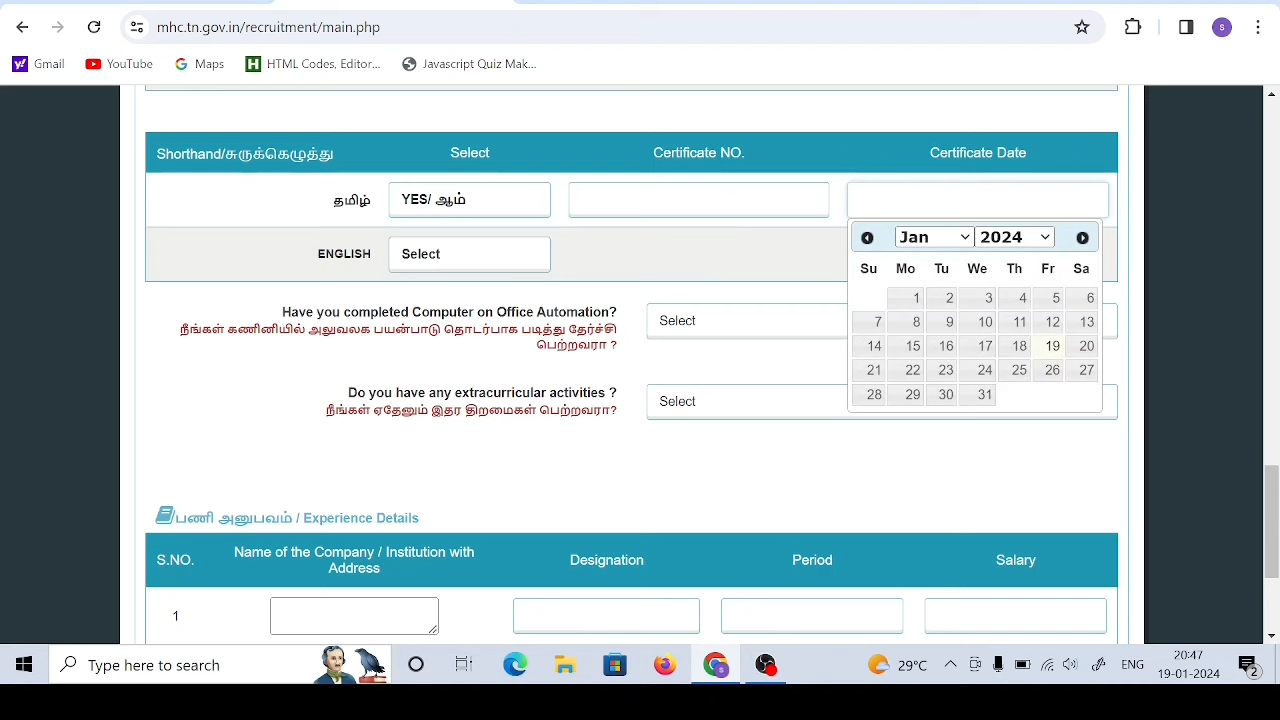 mhc.tn.gov.in/recruitment/main.php
s
Gmail YouTube Maps HTML Codes, Editor... Javascript Quiz Mak...
Shorthand/சுருக்கெழுத்து Select Certificate NO. Certificate Date
தமிழ் YES/ ஆம்
Jan 2024
ENGLISH Select
Su Mo Tu We Th Fr Sa
1 2 3 4 5 6
7 8 9 10 11 12 13
14 15 16 17 18 19 20
21 22 23 24 25 26 27
28 29 30 31
Have you completed Computer on Office Automation?
நீங்கள் கணினியில் அலுவலக பயன்பாடு தொடர்பாக படித்து தேர்ச்சி
பெற்றவரா ?
Select
Do you have any extracurricular activities ?
நீங்கள் ஏதேனும் இதர திறமைகள் பெற்றவரா?
Select
பணி அனுபவம் / Experience Details
S.NO. Name of the Company / Institution with
Address Designation Period Salary
1
Type here to search 29°C ENG 20:47
19-01-2024 2